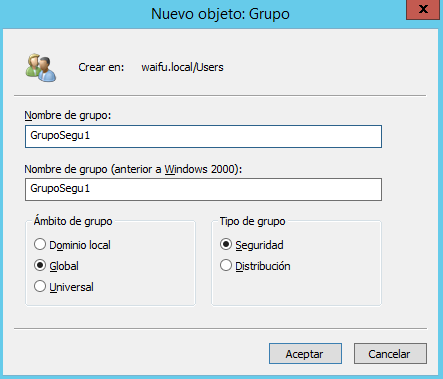 Nuevo objeto: Grupo
x
Crear en: waifu.local/Users
Nombre de grupo:
GrupoSegu1
Nombre de grupo (anterior a Windows 2000):
GrupoSegu1
Ámbito de grupo
Dominio local
Global
Universal
Tipo de grupo
Seguridad
Distribución
Aceptar
Cancelar